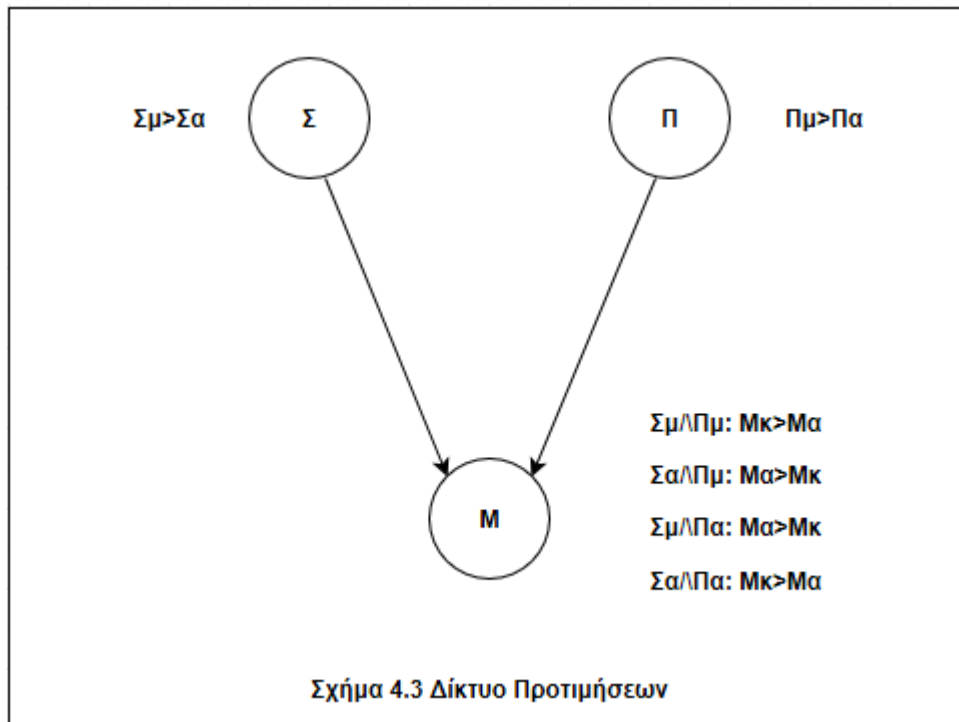 Σμ>Σα
Σ
Π
Πμ>Πα
Σμ/\Πμ: Μκ>Μα
Σα/\Πμ: Μα>Μκ
Μ
Σμ/\Πα: Μα>Μκ
Σα/\Πα: Μκ>Μα
Σχήμα 4.3 Δίκτυο Προτιμήσεων